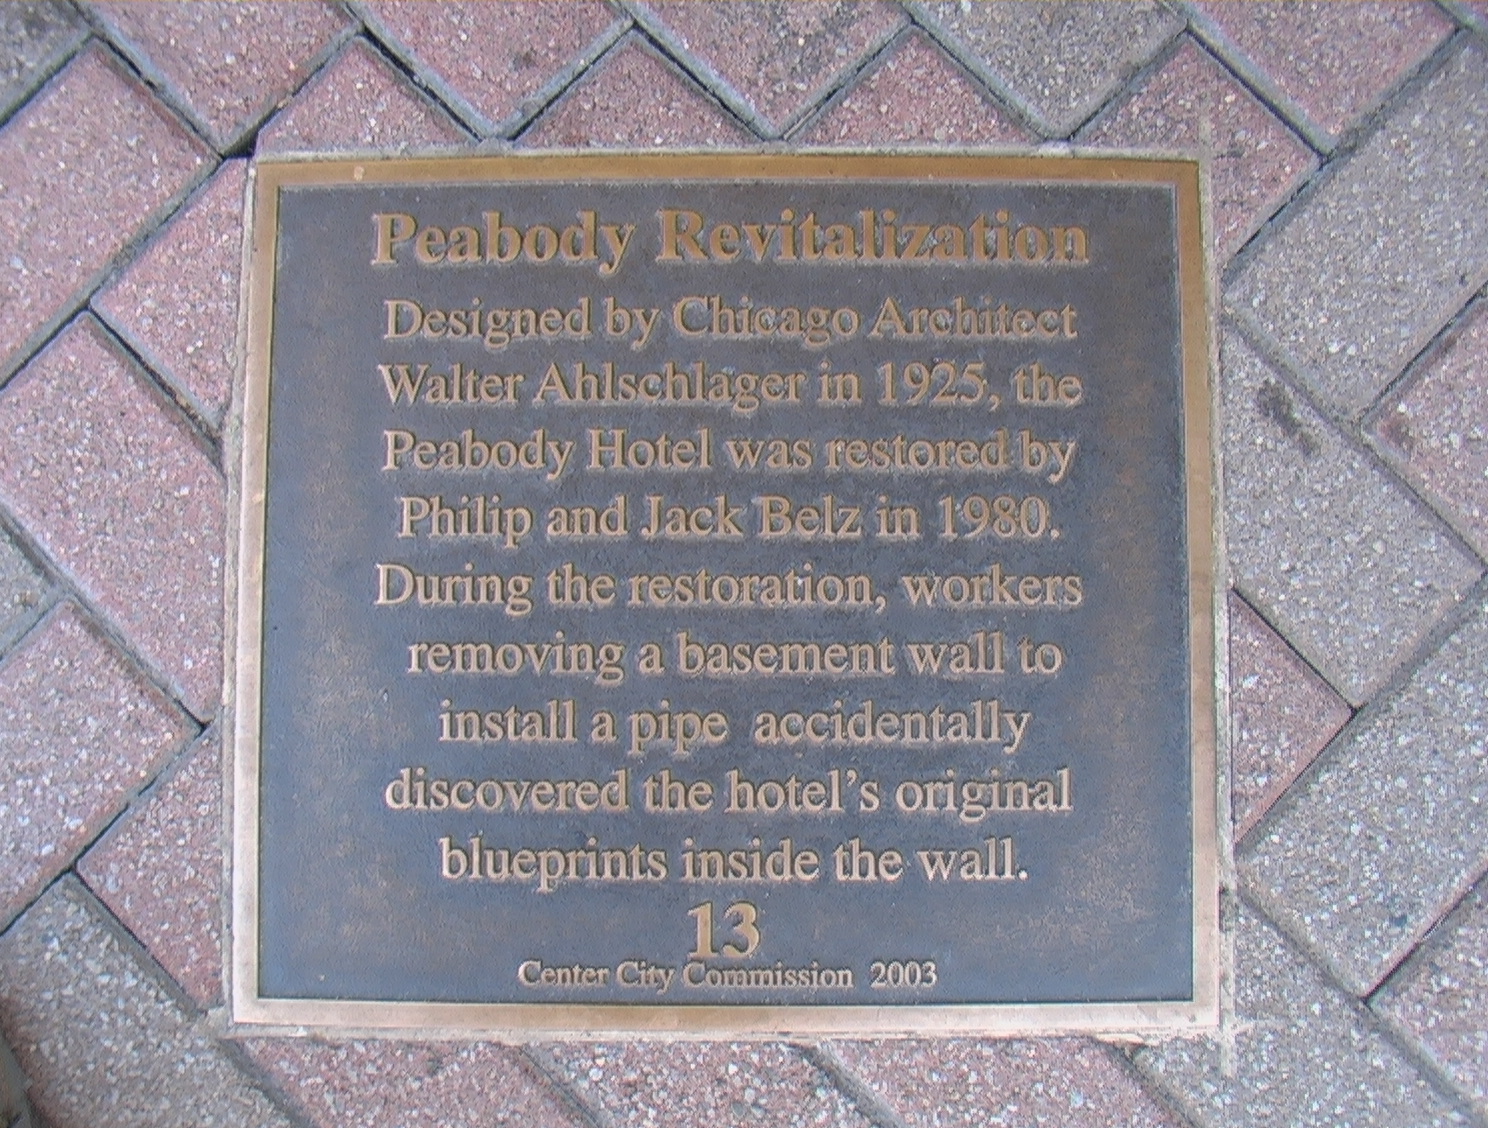 Peabody Revitalization
Designed by Chicago Architect
Walter Ahlschlager in 1925, the
Peabody Hotel was restored by
Philip and Jack Belz in 1980.
During the restoration, workers
removing a basement wall to
install a pipe accidentally
discovered the hotel's original
blueprints inside the wall.
13
Center City Commission 2003